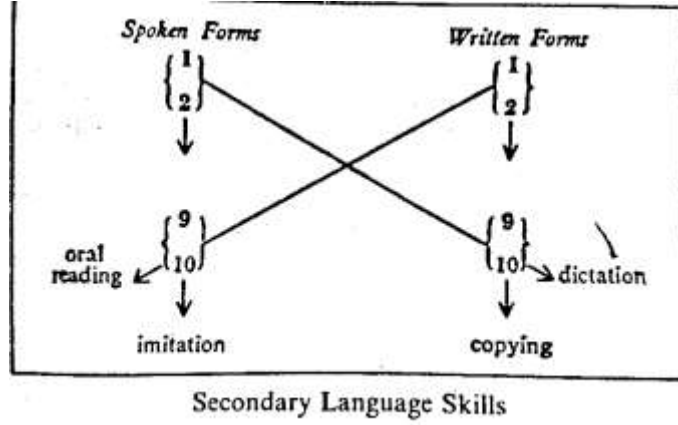 Spoken Forms Written Forms
1 1
2 2
9 9
oral
reading 10 10 dictation
imitation copying
Secondary Language Skills